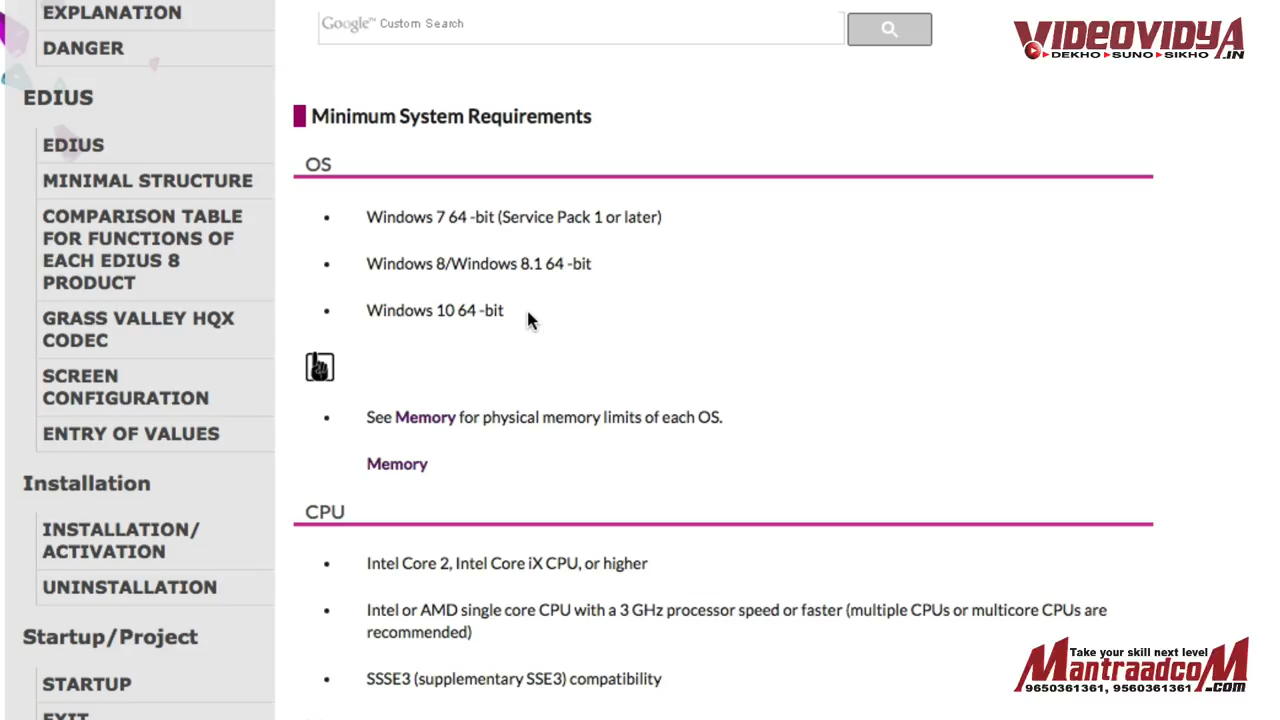 EXPLANATION
DANGER
EDIUS
EDIUS
MINIMAL STRUCTURE
COMPARISON TABLE
FOR FUNCTIONS OF
EACH EDIUS 8
PRODUCT
GRASS VALLEY HQX
CODEC
SCREEN
CONFIGURATION
ENTRY OF VALUES
Installation
INSTALLATION/
ACTIVATION
UNINSTALLATION
Startup/Project
STARTUP
EXIT
Google™ Custom Search
VIDEOVIDYA
DEKHO SUNO SIKHO .IN
Minimum System Requirements
OS
• Windows 7 64 -bit (Service Pack 1 or later)
• Windows 8/Windows 8.1 64 -bit
• Windows 10 64 -bit
• See Memory for physical memory limits of each OS.
Memory
CPU
• Intel Core 2, Intel Core iX CPU, or higher
• Intel or AMD single core CPU with a 3 GHz processor speed or faster (multiple CPUs or multicore CPUs are
recommended)
• SSSE3 (supplementary SSE3) compatibility
Take your skill next level
MantraadcoM
9650361361, 9560361361 .com